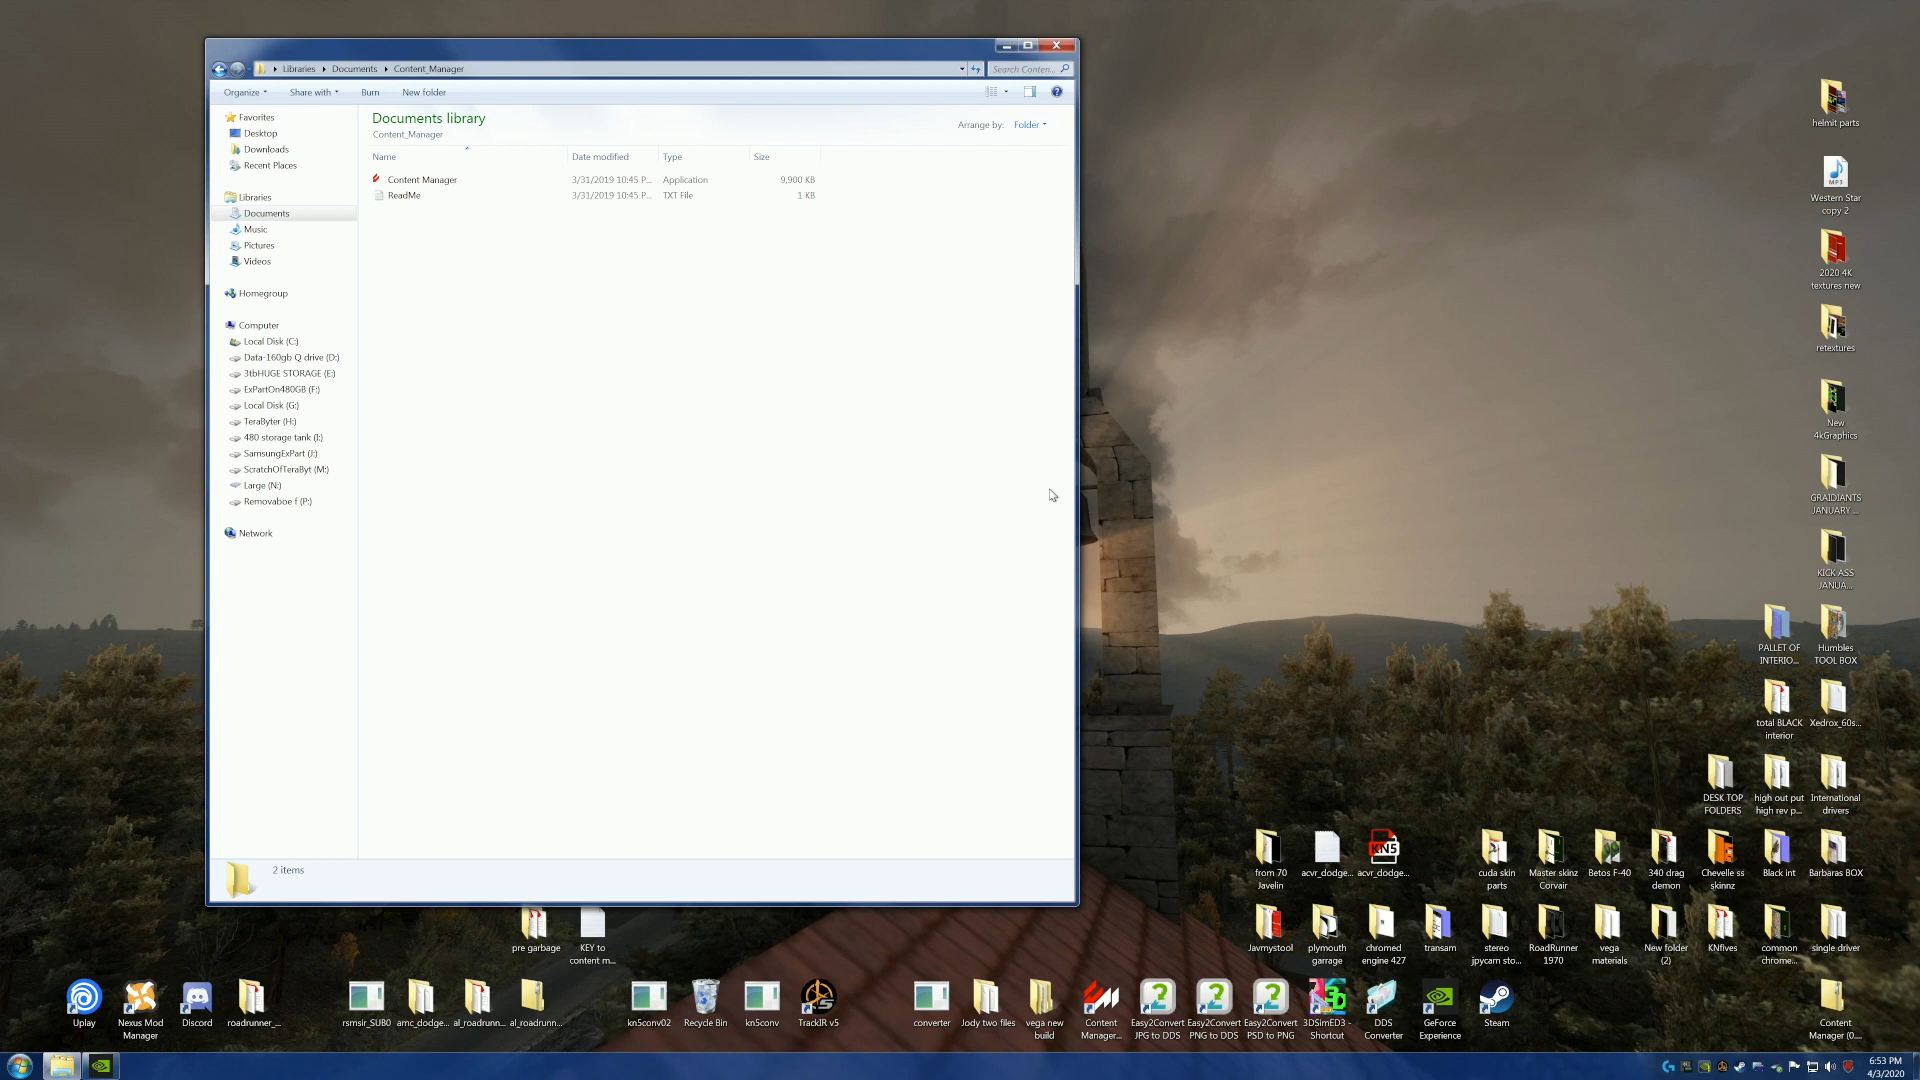 Libraries
Documents
Content_Manager
Search Conten...
Organize
Share with
Burn
New folder
Favorites
Desktop
Downloads
Recent Places
Libraries
Documents
Music
Pictures
Videos
Homegroup
Computer
Local Disk (C:)
Data-160gb Q drive (D:)
3tbHUGE STORAGE (E:)
ExPartOn480GB (F:)
Local Disk (G:)
TeraByter (H:)
480 storage tank (I:)
SamsungExPart (J:)
ScratchOfTeraByt (M:)
Large (N:)
Removaboe f (P:)
Network
Documents library
Content_Manager
Arrange by: Folder
Name Date modified Type Size
Content Manager 3/31/2019 10:45 P... Application 9,900 KB
ReadMe 3/31/2019 10:45 P... TXT File 1 KB
2 items
helmit parts
MP3
Western Star
copy 2
2020 4K
textures new
retextures
New
4kGraphics
GRAIDIANTS
JANUARY ...
KICK ASS
JANUA...
PALLET OF
INTERIO...
Humbles
TOOL BOX
total BLACK
interior
Xedrox_60s...
DESK TOP
FOLDERS
high out put
high rev p...
International
drivers
from 70
Javelin
acvr_dodge...
KN5
acvr_dodge...
cuda skin
parts
Master skinz
Corvair
Betos F-40
340 drag
demon
Chevelle ss
skinnz
Black int
Barbaras BOX
pre garbage
KEY to
content m...
Javmystool
plymouth
garrage
chromed
engine 427
transam
stereo
jpycam sto...
RoadRunner
1970
vega
materials
New folder
(2)
KNfives
common
chrome...
single driver
Uplay
Nexus Mod
Manager
Discord
roadrunner_...
rsmsir_SUB0
amc_dodge...
al_roadrunn...
al_roadrunn...
kn5conv02
Recycle Bin
kn5conv
TrackIR v5
converter
Jody two files
vega new
build
Content
Manager...
Easy2Convert
JPG to DDS
Easy2Convert
PNG to DDS
Easy2Convert
PSD to PNG
3DSimED3 -
Shortcut
DDS
Converter
GeForce
Experience
Steam
Content
Manager (0....
6:53 PM
4/3/2020